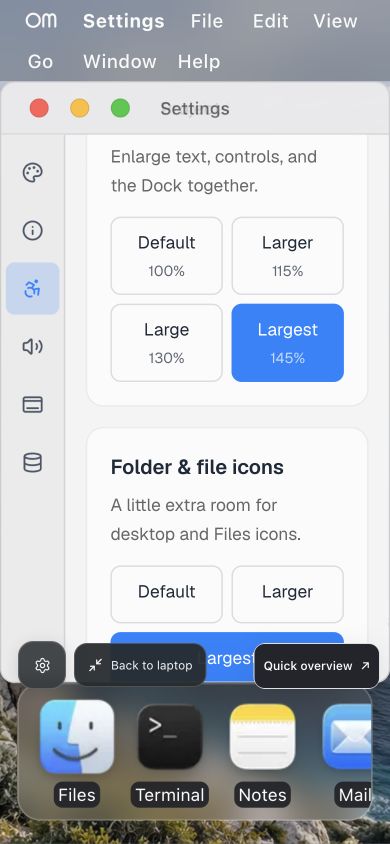 OM Settings File Edit View
Go Window Help
Settings
Enlarge text, controls, and
the Dock together.
Default Larger
100% 115%
Large Largest
130% 145%
Folder & file icons
A little extra room for
desktop and Files icons.
Default Larger
Back to laptop
Quick overview ↗
>_
Files Terminal Notes Mail